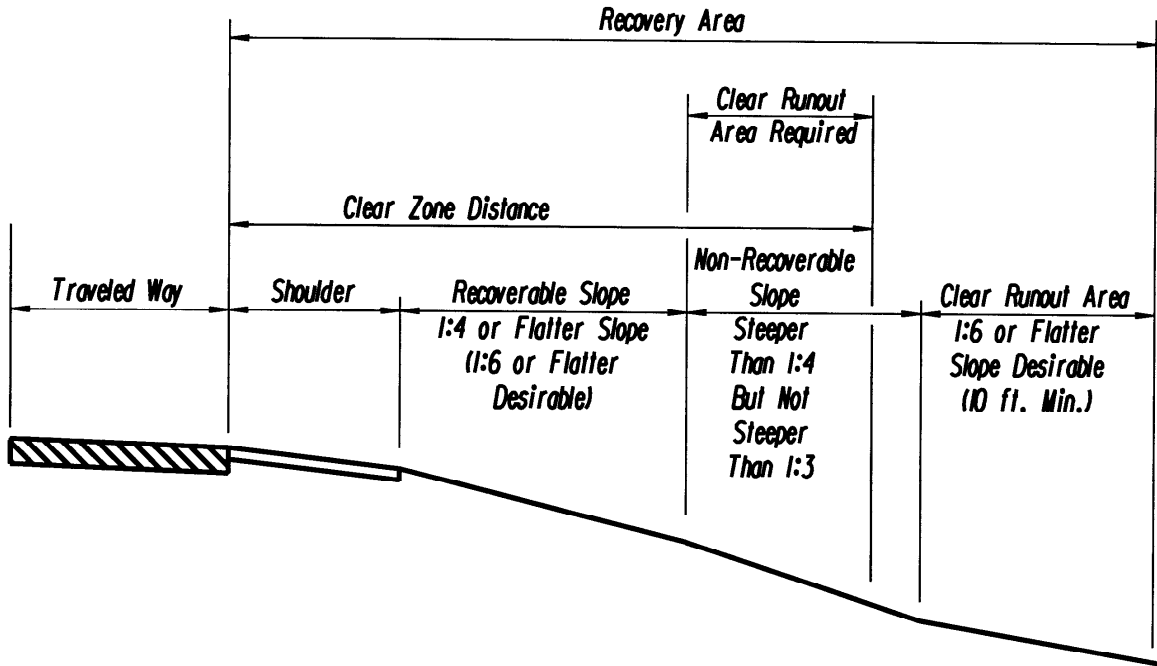 Recovery Area
Clear Runout
Area Required
Clear Zone Distance
Traveled Way
Shoulder
Recoverable Slope
1:4 or Flatter Slope
(1:6 or Flatter
Desirable)
Non-Recoverable
Slope
Steeper
Than 1:4
But Not
Steeper
Than 1:3
Clear Runout Area
1:6 or Flatter
Slope Desirable
(10 ft. Min.)